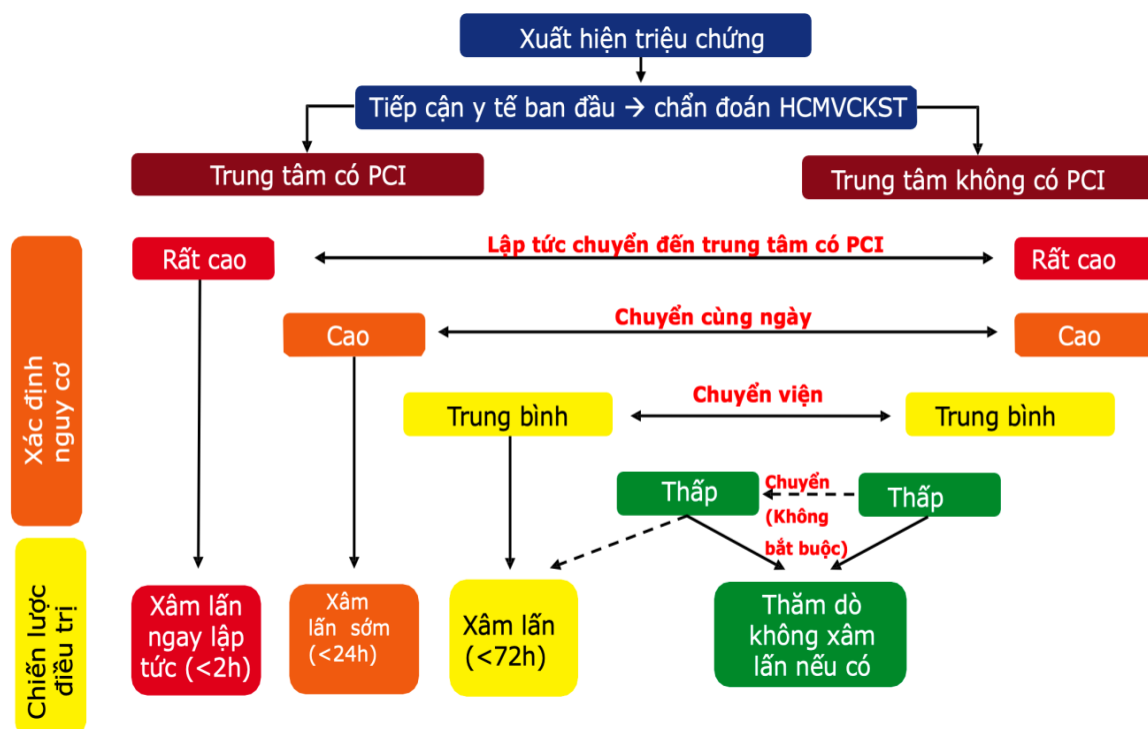 Xuất hiện triệu chứng
Tiếp cận y tế ban đầu → chẩn đoán HCMVCKST
Trung tâm có PCI
Trung tâm không có PCI
Xác định
nguy cơ
Rất cao
Lập tức chuyển đến trung tâm có PCI
Rất cao
Cao
Chuyển cùng ngày
Cao
Trung bình
Chuyển viện
Trung bình
Thấp
Chuyển
(Không
bắt buộc)
Thấp
Chiến lược
điều trị
Xâm lấn
ngay lập
tức (<2h)
Xâm
lấn sớm
(<24h)
Xâm lấn
(<72h)
Thăm dò
không xâm
lấn nếu có